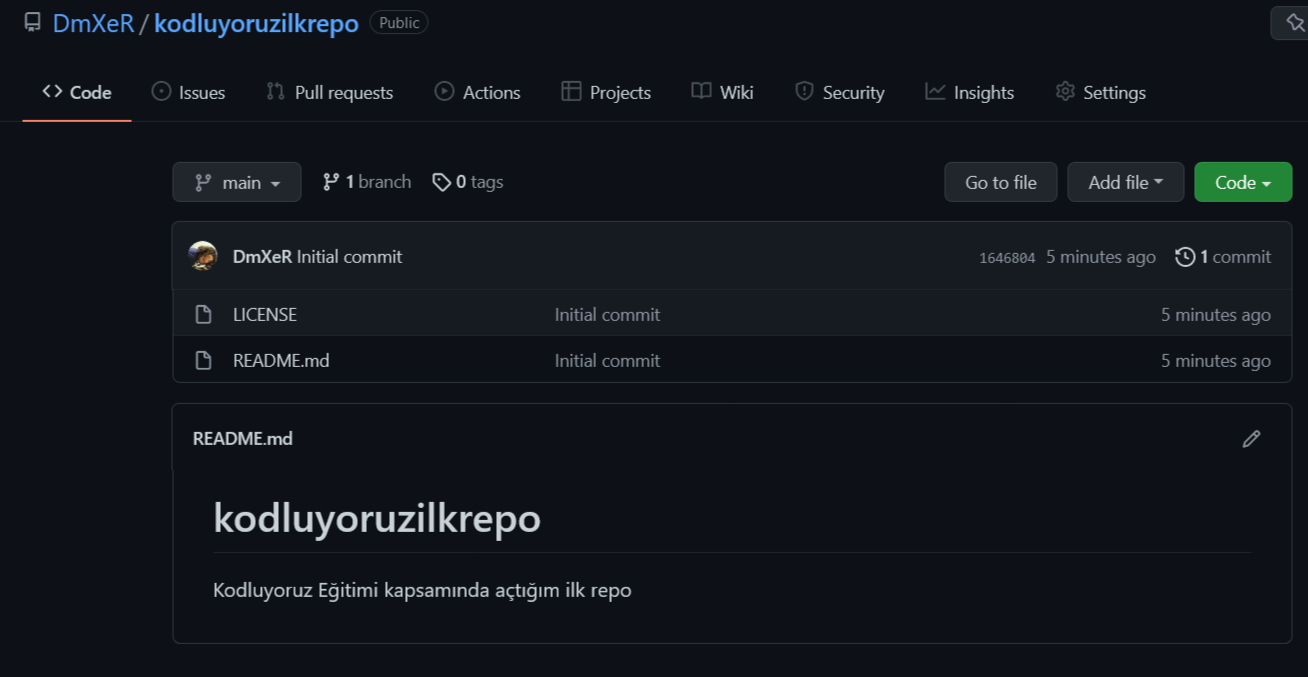 DmXeR / kodluyoruzilkrepo Public
Code Issues Pull requests Actions Projects Wiki Security Insights Settings
main 1 branch 0 tags Go to file Add file Code
DmXeR Initial commit 1646804 5 minutes ago 1 commit
LICENSE Initial commit 5 minutes ago
README.md Initial commit 5 minutes ago
README.md
kodluyoruzilkrepo
Kodluyoruz Eğitimi kapsamında açtığım ilk repo